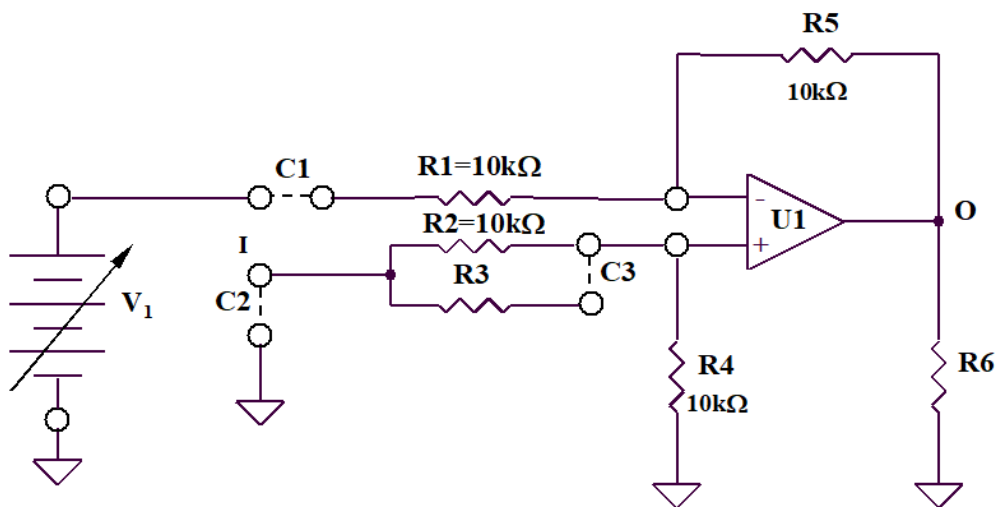 R5
10kΩ
C1
R1=10kΩ
-
U1
O
R2=10kΩ
+
I
R3
C3
C2
V1
R4
10kΩ
R6